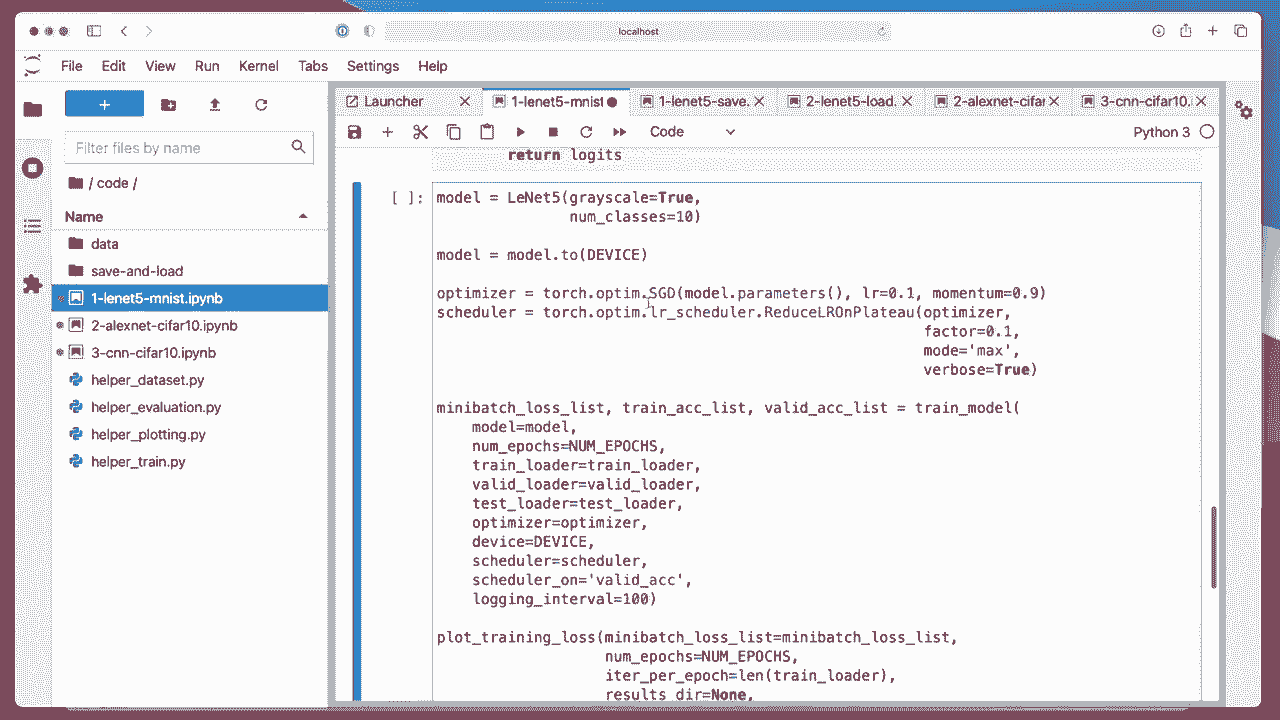 localhost
File Edit View Run Kernel Tabs Settings Help
Launcher
1-lenet5-mnist
1-lenet5-save.
2-lenet5-load.
2-alexnet-cifa
3-cnn-cifar10.
Code
Python 3
Filter files by name
/ code /
Name
data
save-and-load
1-lenet5-mnist.ipynb
2-alexnet-cifar10.ipynb
3-cnn-cifar10.ipynb
helper_dataset.py
helper_evaluation.py
helper_plotting.py
helper_train.py
return logits
[ ]: model = LeNet5(grayscale=True,
num_classes=10)
model = model.to(DEVICE)
optimizer = torch.optim.SGD(model.parameters(), lr=0.1, momentum=0.9)
scheduler = torch.optim.lr_scheduler.ReduceLROnPlateau(optimizer,
factor=0.1,
mode='max',
verbose=True)
minibatch_loss_list, train_acc_list, valid_acc_list = train_model(
model=model,
num_epochs=NUM_EPOCHS,
train_loader=train_loader,
valid_loader=valid_loader,
test_loader=test_loader,
optimizer=optimizer,
device=DEVICE,
scheduler=scheduler,
scheduler_on='valid_acc',
logging_interval=100)
plot_training_loss(minibatch_loss_list=minibatch_loss_list,
num_epochs=NUM_EPOCHS,
iter_per_epoch=len(train_loader),
results_dir=None,